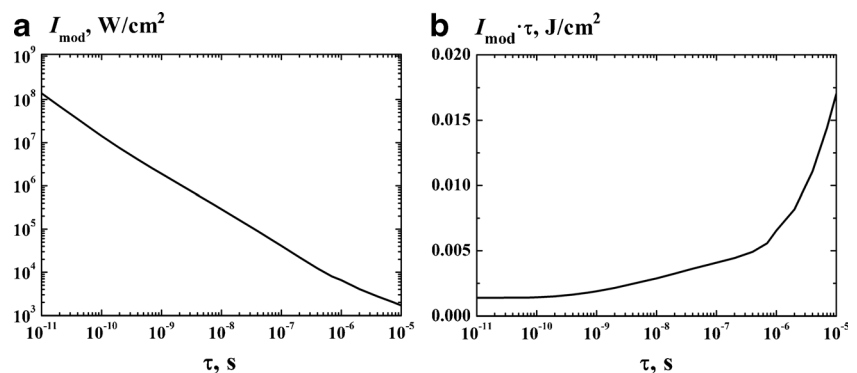 a I_mod, W/cm²
10⁹
10⁸
10⁷
10⁶
10⁵
10⁴
10³
10⁻¹¹ 10⁻¹⁰ 10⁻⁹ 10⁻⁸ 10⁻⁷ 10⁻⁶ 10⁻⁵
τ, s
b I_mod·τ, J/cm²
0.020
0.015
0.010
0.005
0.000
10⁻¹¹ 10⁻¹⁰ 10⁻⁹ 10⁻⁸ 10⁻⁷ 10⁻⁶ 10⁻⁵
τ, s